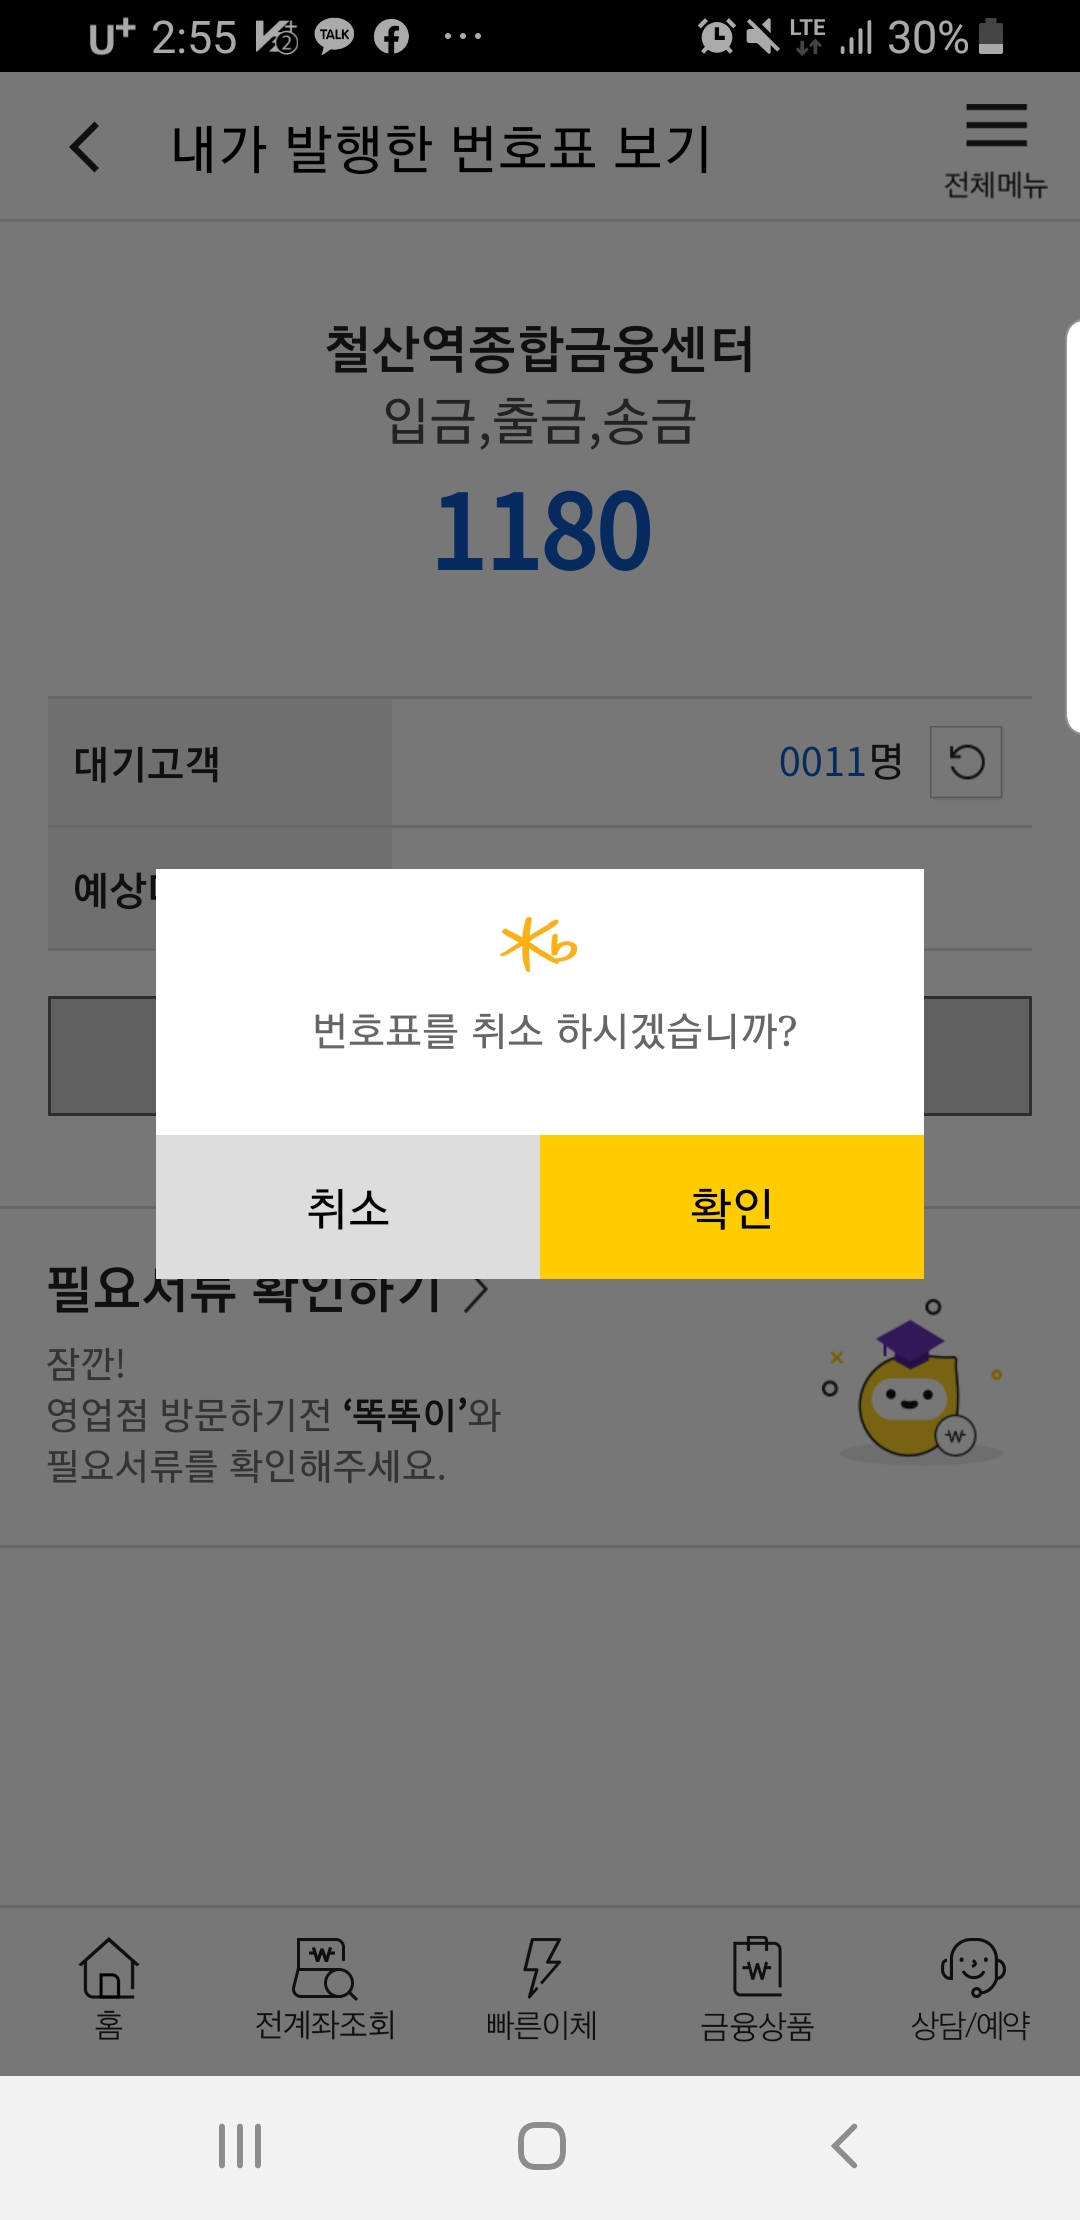 U+ 2:55 TALK ... LTE 30%
내가 발행한 번호표 보기
전체메뉴
철산역종합금융센터
입금,출금,송금
1180
대기고객 0011명
예상
Kb
번호표를 취소 하시겠습니까?
취소 확인
필요서류 확인하기 >
잠깐!
영업점 방문하기전 ‘똑똑이’와
필요서류를 확인해주세요.
홈 전계좌조회 빠른이체 금융상품 상담/예약